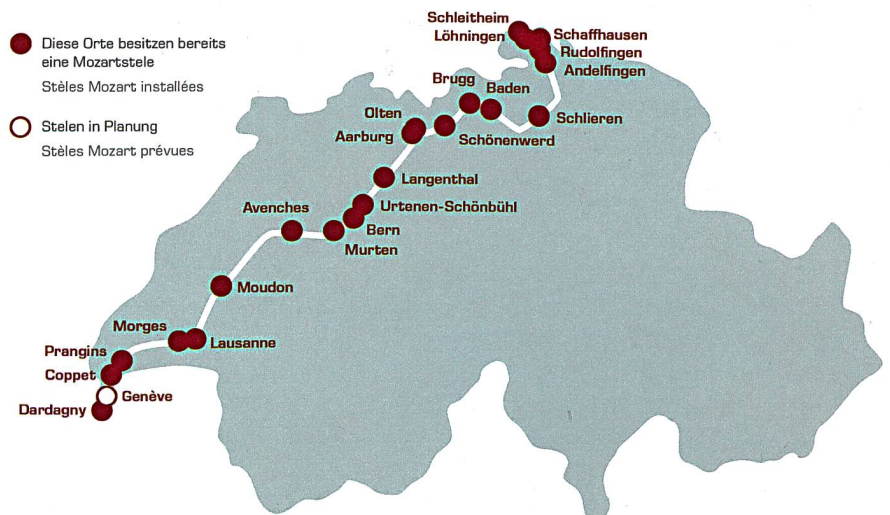 Diese Orte besitzen bereits
eine Mozartstele
Stèles Mozart installées
Stelen in Planung
Stèles Mozart prévues
Schleitheim
Löhningen
Schaffhausen
Rudolfingen
Andelfingen
Brugg
Baden
Olten
Aarburg
Schlieren
Schönenwerd
Langenthal
Avenches
Urtenen-Schönbühl
Bern
Murten
Moudon
Morges
Lausanne
Prangins
Coppet
Genève
Dardagny